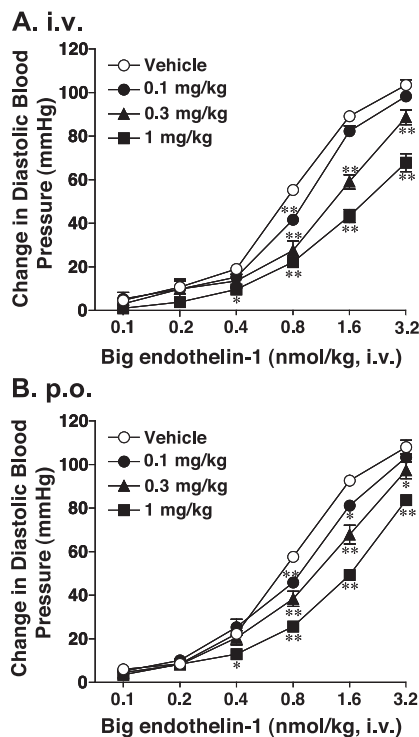 A. i.v.
Change in Diastolic Blood
Pressure (mmHg)
120
100
80
60
40
20
0
Vehicle
0.1 mg/kg
0.3 mg/kg
1 mg/kg
**
**
**
**
**
**
**
*
**
0.1 0.2 0.4 0.8 1.6 3.2
Big endothelin-1 (nmol/kg, i.v.)
B. p.o.
Change in Diastolic Blood
Pressure (mmHg)
120
100
80
60
40
20
0
Vehicle
0.1 mg/kg
0.3 mg/kg
1 mg/kg
*
**
*
**
**
**
**
*
**
0.1 0.2 0.4 0.8 1.6 3.2
Big endothelin-1 (nmol/kg, i.v.)